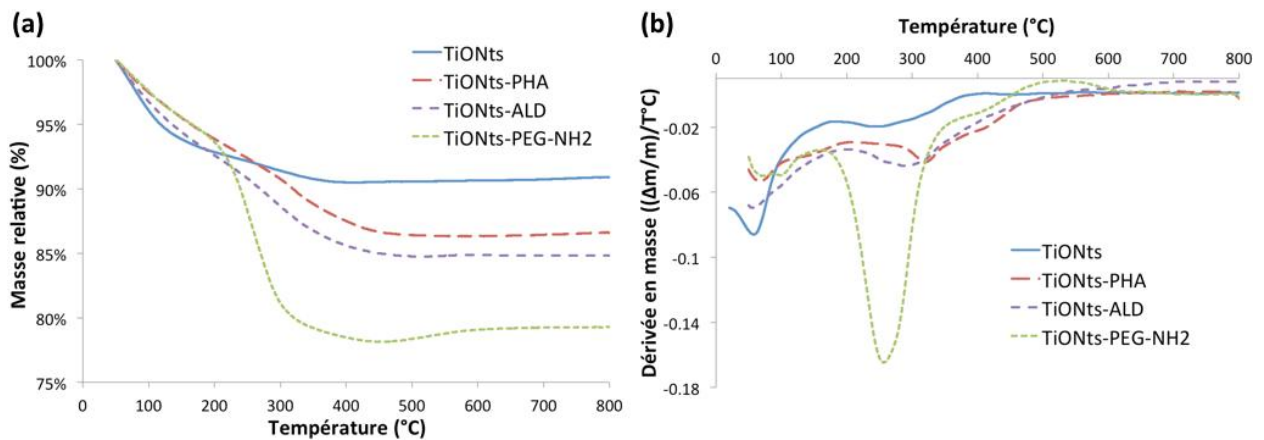 (a)
TiONts
TiONts-PHA
TiONts-ALD
TiONts-PEG-NH2
100%
95%
90%
85%
80%
75%
Masse relative (%)
0 100 200 300 400 500 600 700 800
Température (°C)
(b)
Température (°C)
0 100 200 300 400 500 600 700 800
-0.02
-0.06
-0.1
-0.14
-0.18
Dérivée en masse ((Δm/m)/T°C)
TiONts
TiONts-PHA
TiONts-ALD
TiONts-PEG-NH2